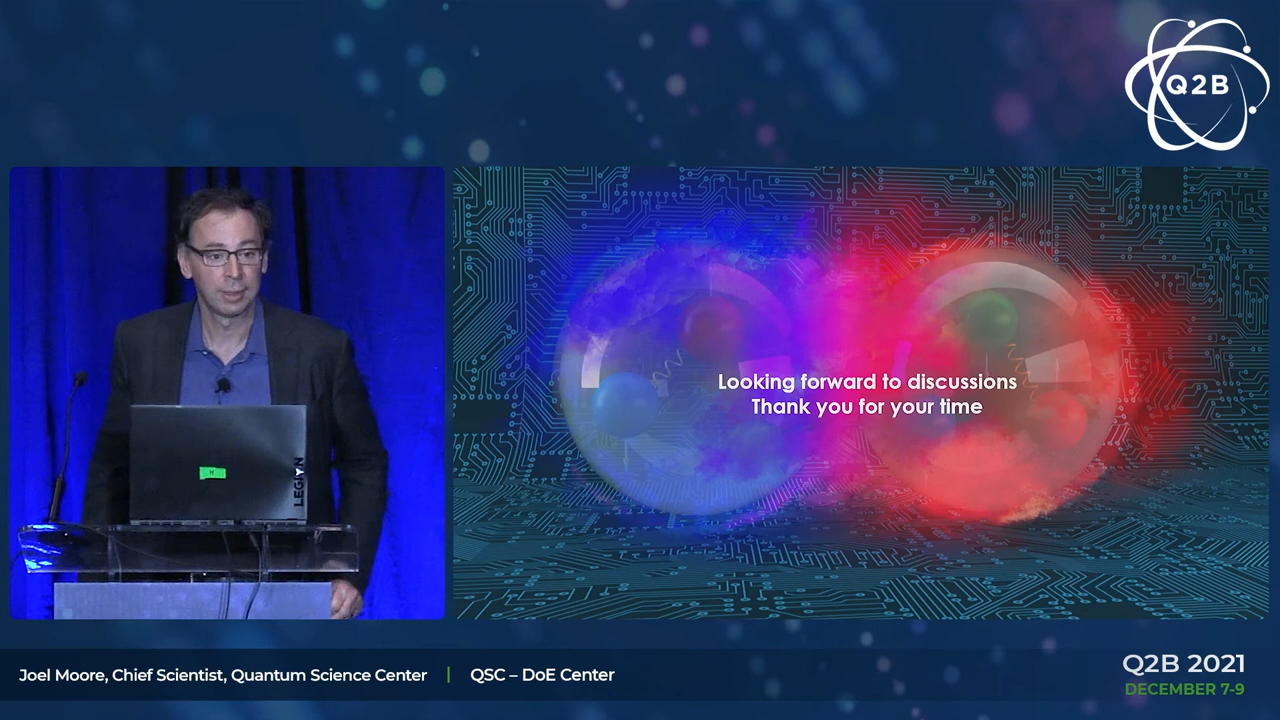 Q2B
Looking forward to discussions
Thank you for your time
H
LEGION
Joel Moore, Chief Scientist, Quantum Science Center | QSC – DoE Center
Q2B 2021
DECEMBER 7-9